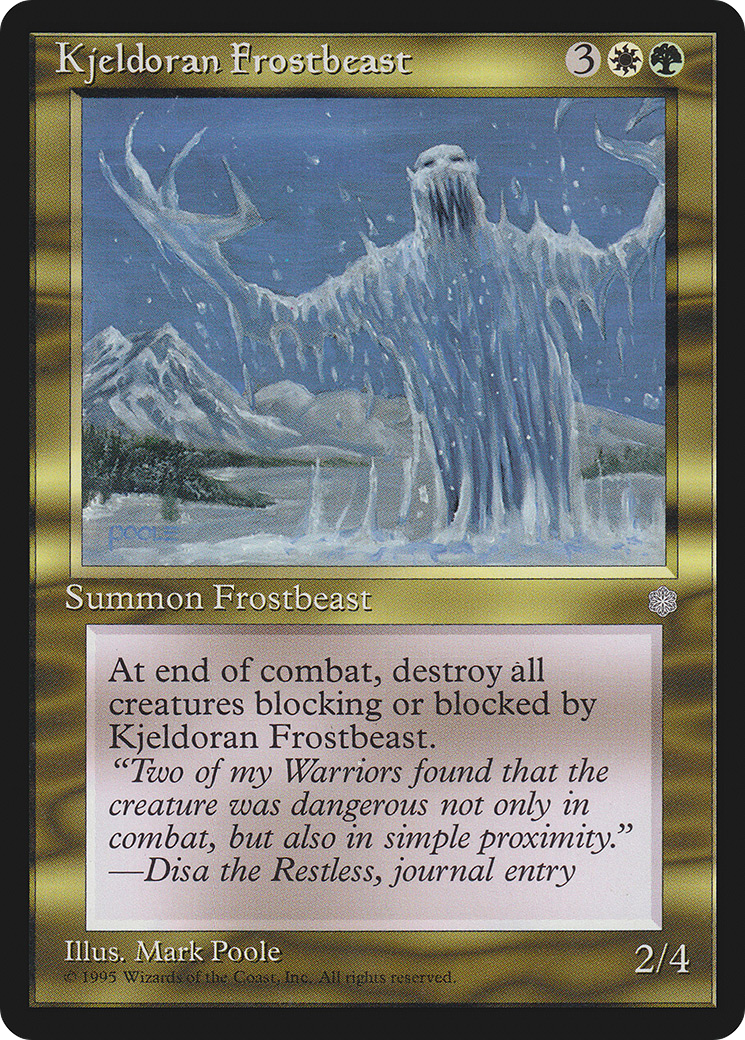 Kjeldoran Frostbeast
3
POOLE
Summon Frostbeast
At end of combat, destroy all
creatures blocking or blocked by
Kjeldoran Frostbeast.
“Two of my Warriors found that the
creature was dangerous not only in
combat, but also in simple proximity.”
—Disa the Restless, journal entry
Illus. Mark Poole
© 1995 Wizards of the Coast, Inc. All rights reserved.
2/4